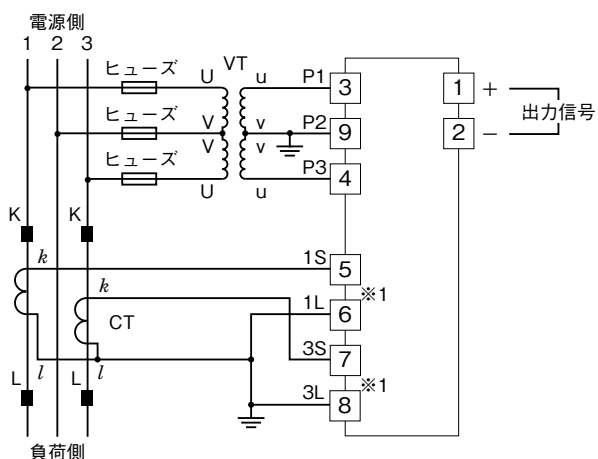 電源側
1 2 3
ヒューズ U VT u P1 3 1 +
出力信号
ヒューズ V v P2 9 2 −
ヒューズ V v
U u P3 4
K K
k 1S 5
※1
k 1L 6
CT 3S 7
※1
L l L l 3L 8
負荷側